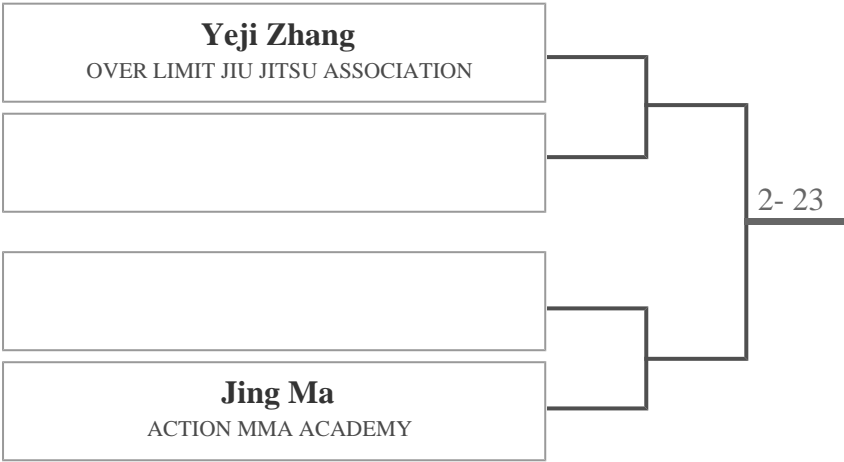 Yeji Zhang
OVER LIMIT JIU JITSU ASSOCIATION
2- 23
Jing Ma
ACTION MMA ACADEMY